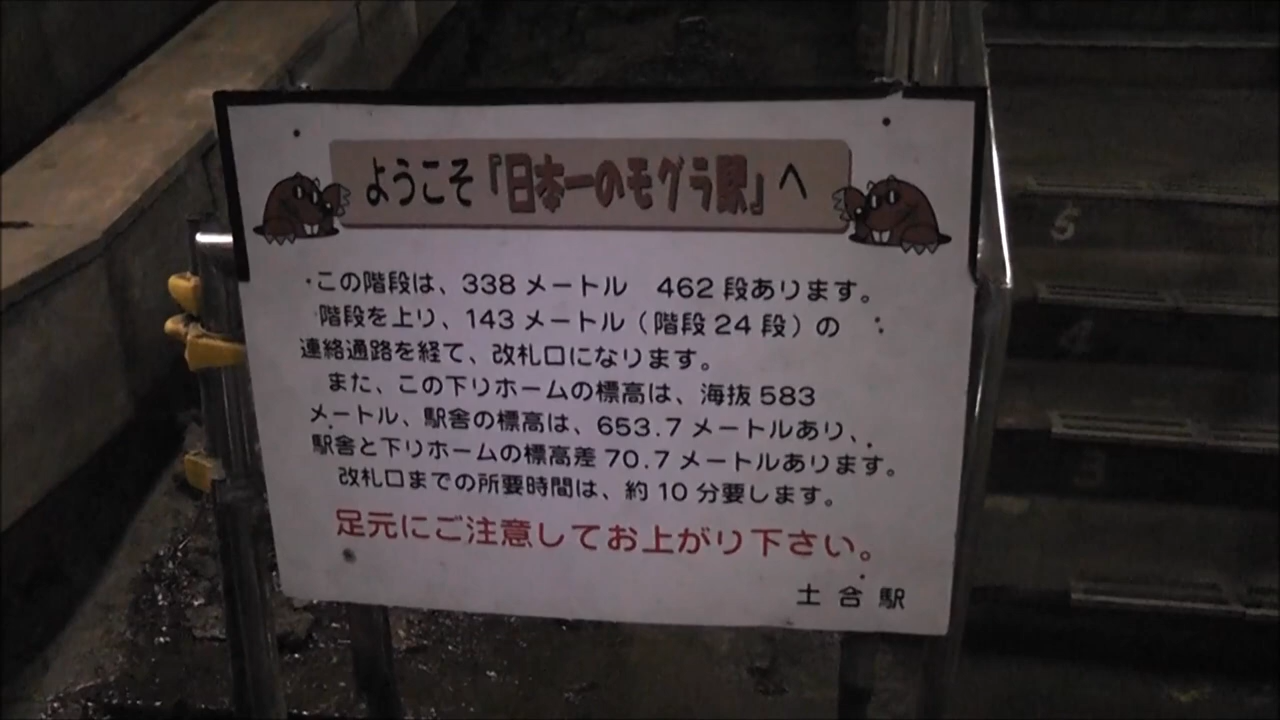 ようこそ『日本一のモグラ駅』へ
この階段は、338メートル 462段あります。
階段を上り、143メートル(階段24段)の
連絡通路を経て、改札口になります。
また、この下りホームの標高は、海抜583
メートル、駅舎の標高は、653.7メートルあり、
駅舎と下りホームの標高差70.7メートルあります。
改札口までの所要時間は、約10分要します。
足元にご注意してお上がり下さい。
土合駅
5
4
3